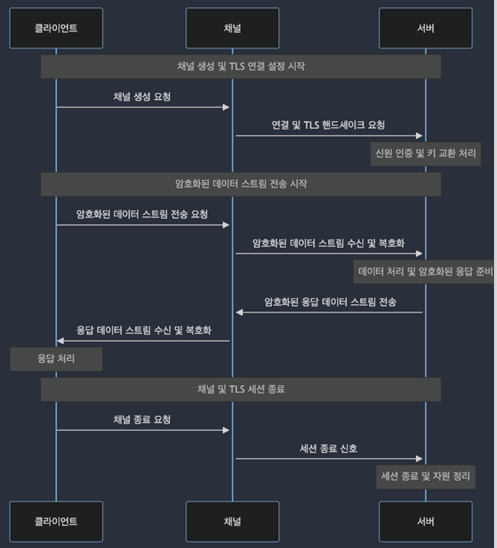 클라이언트
채널
서버
채널 생성 및 TLS 연결 설정 시작
채널 생성 요청
연결 및 TLS 핸드셰이크 요청
신원 인증 및 키 교환 처리
암호화된 데이터 스트림 전송 시작
암호화된 데이터 스트림 전송 요청
암호화된 데이터 스트림 수신 및 복호화
데이터 처리 및 암호화된 응답 준비
암호화된 응답 데이터 스트림 전송
응답 데이터 스트림 수신 및 복호화
응답 처리
채널 및 TLS 세션 종료
채널 종료 요청
세션 종료 신호
세션 종료 및 자원 정리
클라이언트
채널
서버